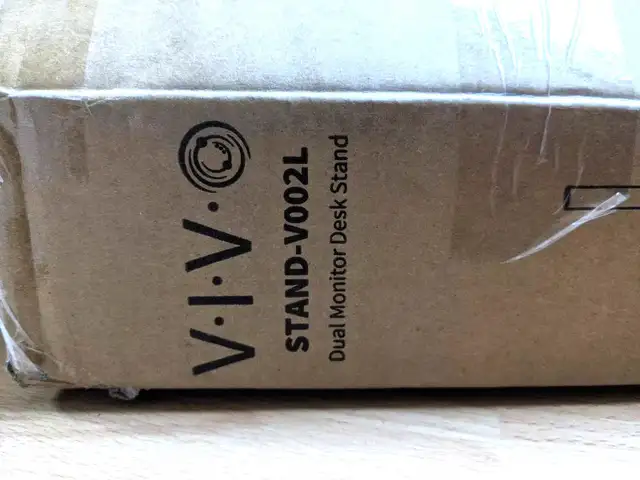 V·I·V·O
STAND-V002L
Dual Monitor Desk Stand